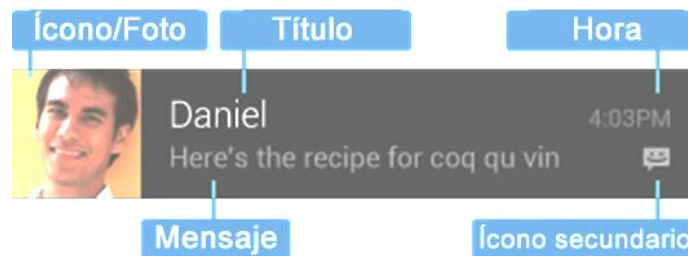 Ícono/Foto Título Hora
Daniel 4:03PM
Here's the recipe for coq qu vin
Mensaje Ícono secundario